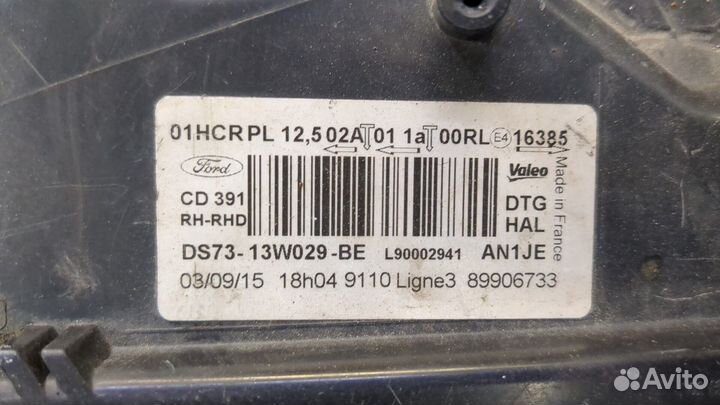 01HCR PL 12,5 02A 01 1a 00RL E4 16385
Ford
Valeo
CD 391
DTG
RH-RHD
HAL
Made in France
DS73-13W029-BE L90002941 AN1JE
03/09/15 18h04 9110 Ligne3 89906733
Avito